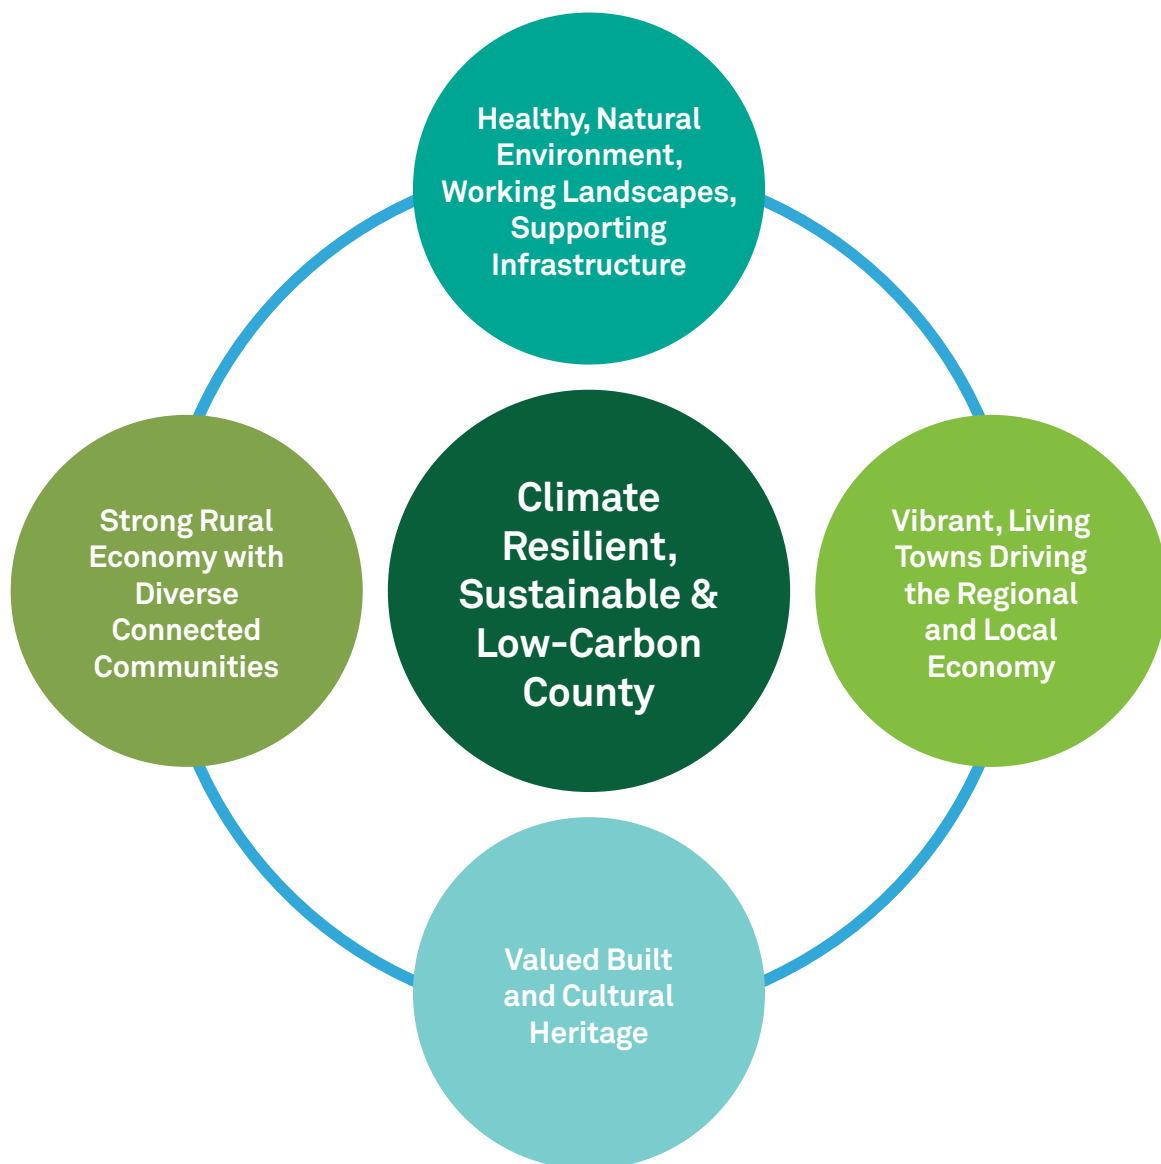 Healthy, Natural
Environment,
Working Landscapes,
Supporting
Infrastructure
Strong Rural
Economy with
Diverse
Connected
Communities
Climate
Resilient,
Sustainable &
Low-Carbon
County
Vibrant, Living
Towns Driving
the Regional
and Local
Economy
Valued Built
and Cultural
Heritage